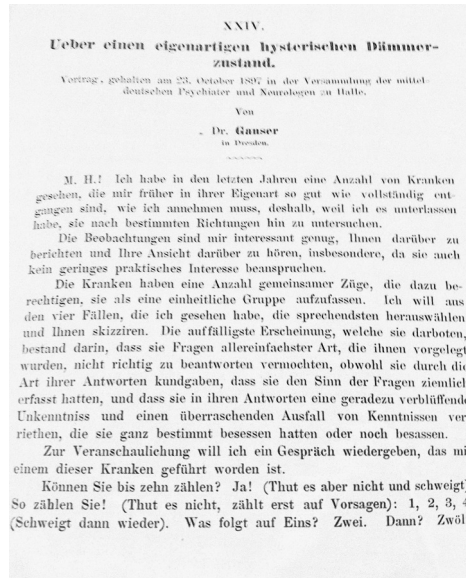 XXIV.
Ueber einen eigenartigen hysterischen Dämmer-
zustand.
Vortrag, gehalten am 23. October 1897 in der Versammlung der mittel-
deutschen Psychiater und Neurologen zu Halle.
Von
Dr. Ganser
in Dresden.
M. H.! Ich habe in den letzten Jahren eine Anzahl von Kranken
gesehen, die mir früher in ihrer Eigenart so gut wie vollständig ent-
gangen sind, wie ich annehmen muss, deshalb, weil ich es unterlassen
habe, sie nach bestimmten Richtungen hin zu untersuchen.
Die Beobachtungen sind mir interessant genug, Ihnen darüber zu
berichten und Ihre Ansicht darüber zu hören, insbesondere, da sie auch
kein geringes praktisches Interesse beanspruchen.
Die Kranken haben eine Anzahl gemeinsamer Züge, die dazu be-
rechtigen, sie als eine einheitliche Gruppe aufzufassen. Ich will aus
den vier Fällen, die ich gesehen habe, die sprechendsten herauswählen
und Ihnen skizziren. Die auffälligste Erscheinung, welche sie darboten,
bestand darin, dass sie Fragen allereinfachster Art, die ihnen vorgelegt
wurden, nicht richtig zu beantworten vermochten, obwohl sie durch die
Art ihrer Antworten kundgaben, dass sie den Sinn der Fragen ziemlich
erfasst hatten, und dass sie in ihren Antworten eine geradezu verblüffende
Unkenntniss und einen überraschenden Ausfall von Kenntnissen ver
riethen, die sie ganz bestimmt besessen hatten oder noch besassen.
Zur Veranschaulichung will ich ein Gespräch wiedergeben, das mi
einem dieser Kranken geführt worden ist.
Können Sie bis zehn zählen? Ja! (Thut es aber nicht und schweigt)
So zählen Sie! (Thut es nicht, zählt erst auf Vorsagen): 1, 2, 3, 4
(Schweigt dann wieder). Was folgt auf Eins? Zwei. Dann? Zwöl